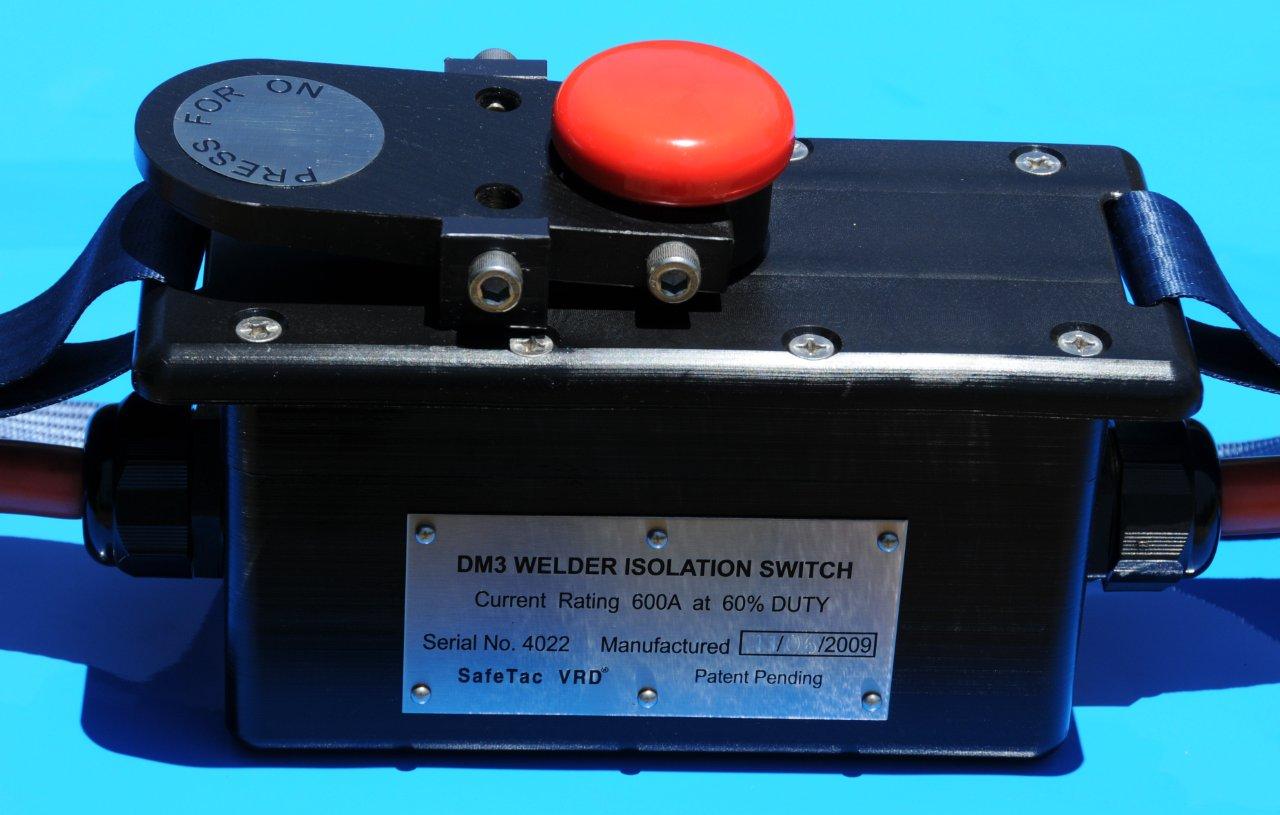 PRESS FOR ON
DM3 WELDER ISOLATION SWITCH
Current Rating 600A at 60% DUTY
Serial No. 4022 Manufactured / /2009
SafeTac VRD® Patent Pending